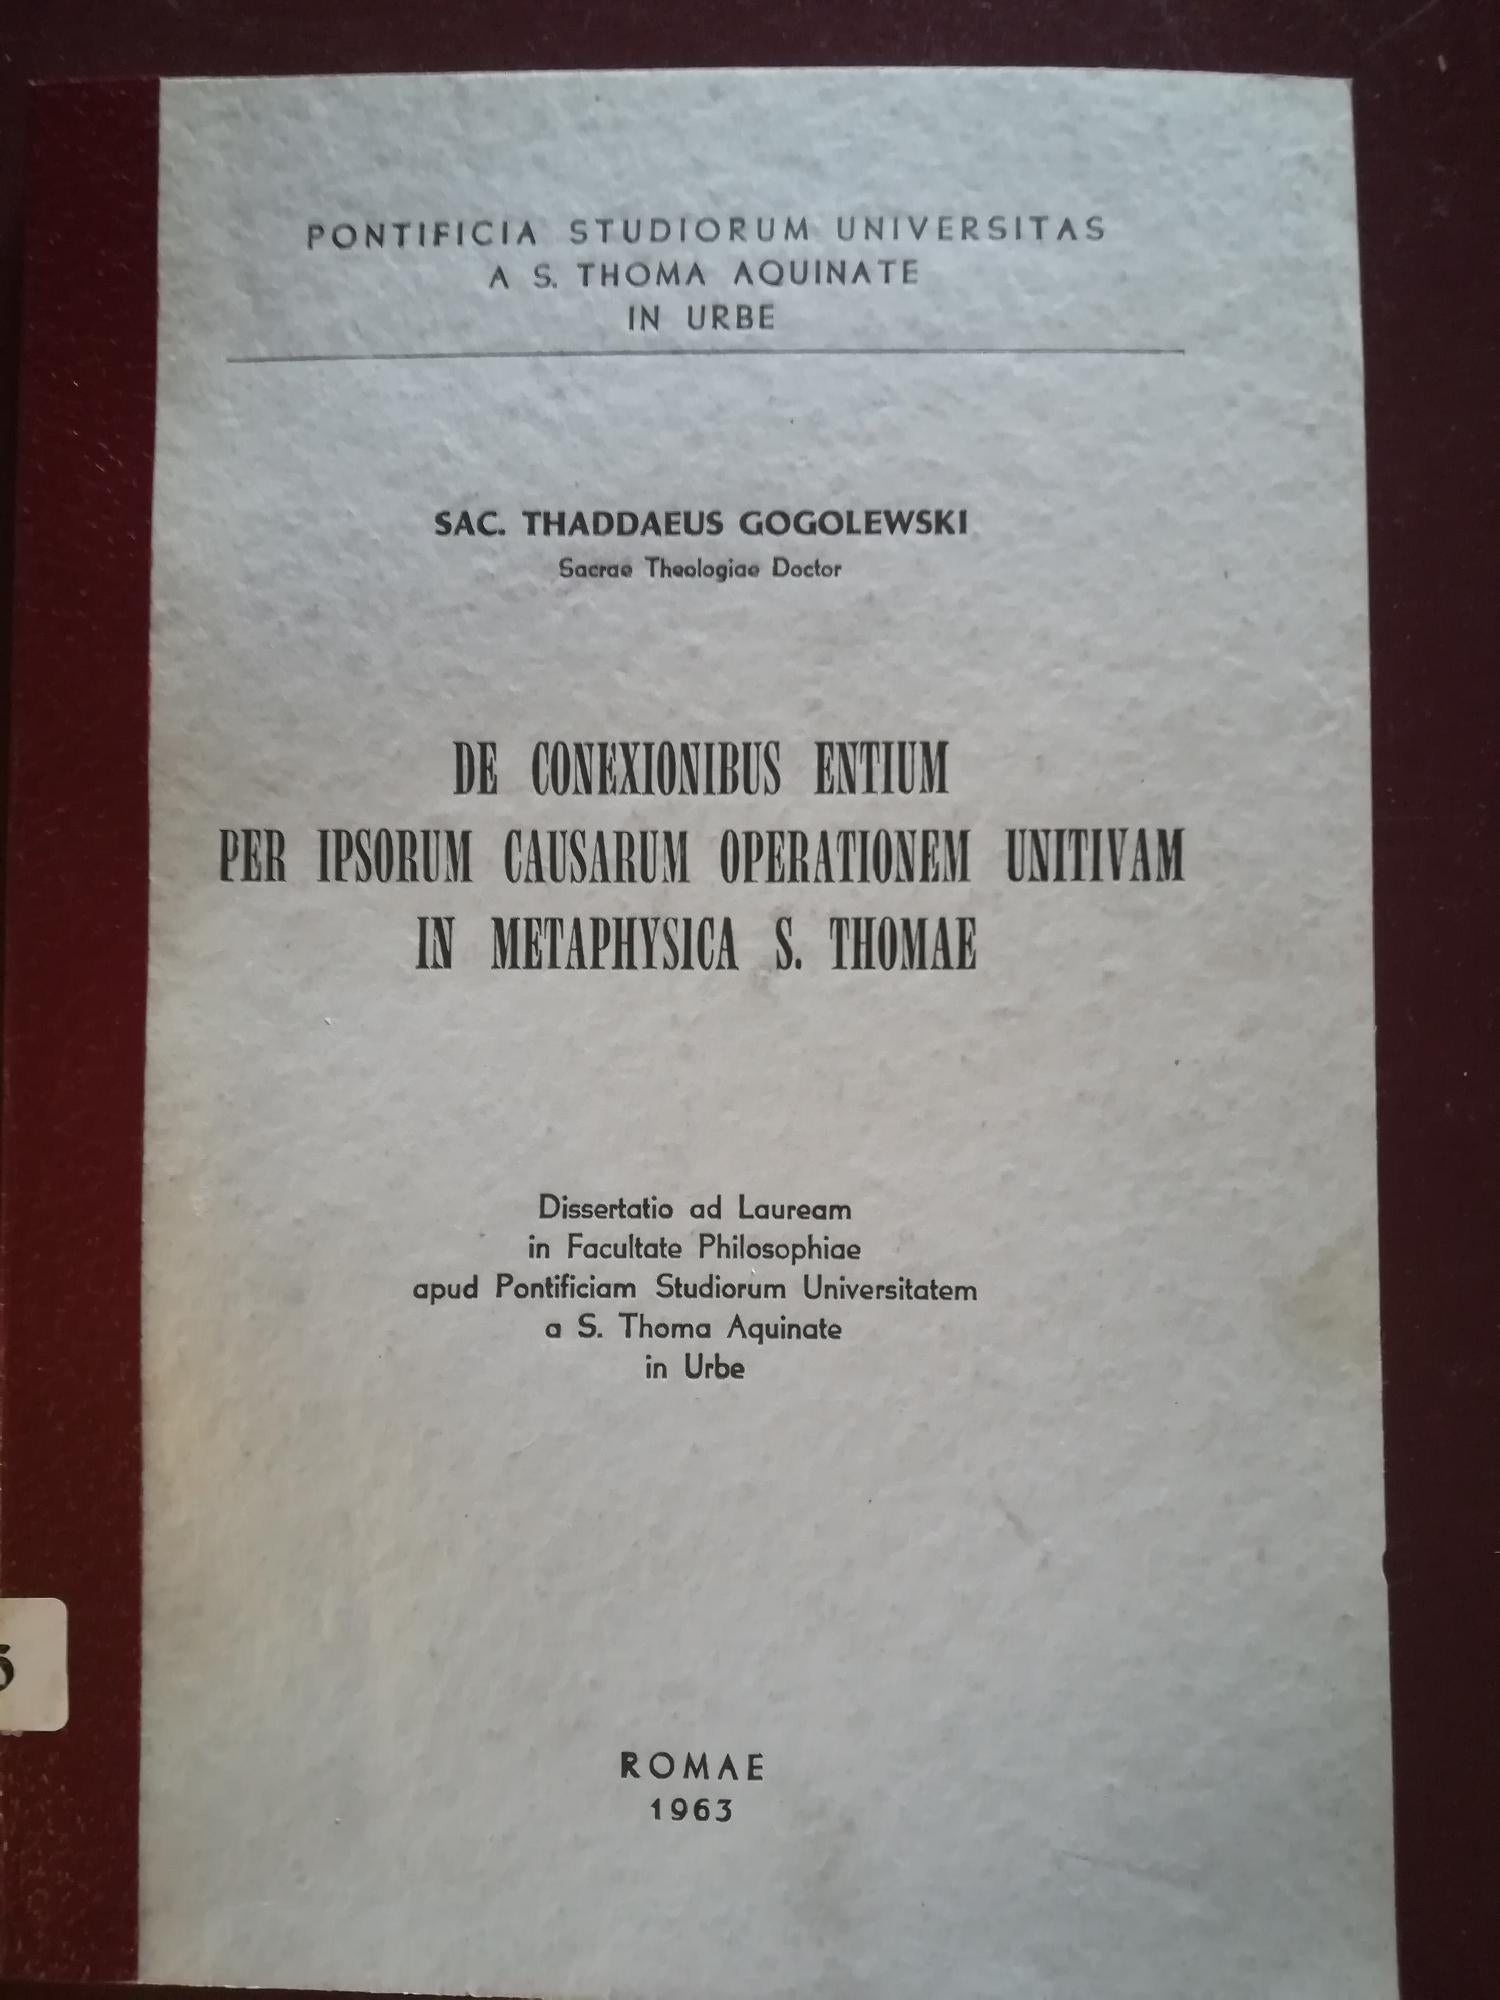 PONTIFICIA STUDIORUM UNIVERSITAS
A S. THOMA AQUINATE
IN URBE
SAC. THADDAEUS GOGOLEWSKI
Sacrae Theologiae Doctor
DE CONEXIONIBUS ENTIUM
PER IPSORUM CAUSARUM OPERATIONEM UNITIVAM
IN METAPHYSICA S. THOMAE
Dissertatio ad Lauream
in Facultate Philosophiae
apud Pontificiam Studiorum Universitatem
a S. Thoma Aquinate
in Urbe
ROMAE
1963